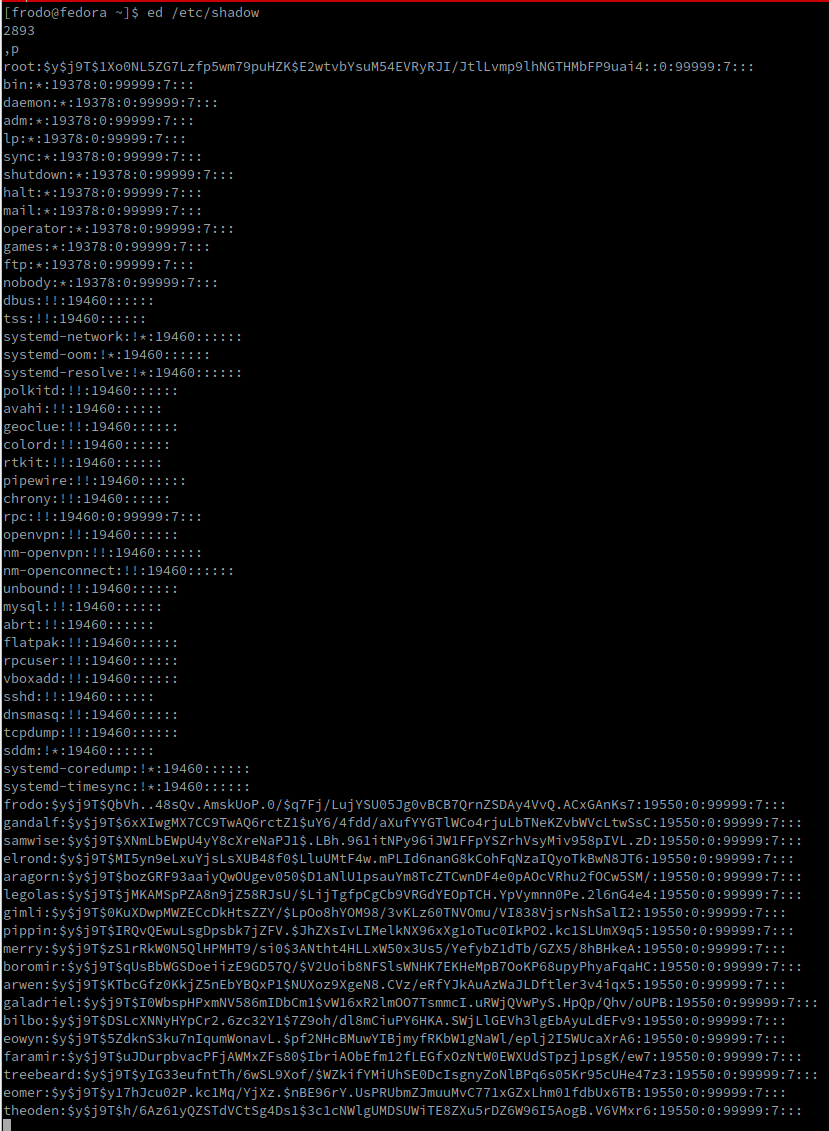 [frodo@fedora ~]$ ed /etc/shadow
2893
,p
root:$y$j9T$1Xo0NL5ZG7Lzfp5wm79puHZK$E2wtvbYsuM54EVRyRJI/JtlLvmp9lhNGTHMbFP9uai4::0:99999:7:::
bin:*:19378:0:99999:7:::
daemon:*:19378:0:99999:7:::
adm:*:19378:0:99999:7:::
lp:*:19378:0:99999:7:::
sync:*:19378:0:99999:7:::
shutdown:*:19378:0:99999:7:::
halt:*:19378:0:99999:7:::
mail:*:19378:0:99999:7:::
operator:*:19378:0:99999:7:::
games:*:19378:0:99999:7:::
ftp:*:19378:0:99999:7:::
nobody:*:19378:0:99999:7:::
dbus:!!:19460::::::
tss:!!:19460::::::
systemd-network:!*:19460::::::
systemd-oom:!*:19460::::::
systemd-resolve:!*:19460::::::
polkitd:!!:19460::::::
avahi:!!:19460::::::
geoclue:!!:19460::::::
colord:!!:19460::::::
rtkit:!!:19460::::::
pipewire:!!:19460::::::
chrony:!!:19460::::::
rpc:!!:19460:0:99999:7:::
openvpn:!!:19460::::::
nm-openvpn:!!:19460::::::
nm-openconnect:!!:19460::::::
unbound:!!:19460::::::
mysql:!!:19460::::::
abrt:!!:19460::::::
flatpak:!!:19460::::::
rpcuser:!!:19460::::::
vboxadd:!!:19460::::::
sshd:!!:19460::::::
dnsmasq:!!:19460::::::
tcpdump:!!:19460::::::
sddm:!*:19460::::::
systemd-coredump:!*:19460::::::
systemd-timesync:!*:19460::::::
frodo:$y$j9T$QbVh..48sQv.AmskUoP.0/$q7Fj/LujYSU05Jg0vBCB7QrnZSDAy4VvQ.ACxGAnKs7:19550:0:99999:7:::
gandalf:$y$j9T$6xXIwgMX7CC9TwAQ6rctZ1$uY6/4fdd/aXufYYGTlWCo4rjuLbTNeKZvbWVcLtwSsC:19550:0:99999:7:::
samwise:$y$j9T$XNmLbEWpU4yY8cXreNaPJ1$.LBh.961itNPy96iJW1FFpYSZrhVsyMiv958pIVL.zD:19550:0:99999:7:::
elrond:$y$j9T$MI5yn9eLxuYjsLsXUB48f0$LluUMtF4w.mPLId6nanG8kCohFqNzaIQyoTkBwN8JT6:19550:0:99999:7:::
aragorn:$y$j9T$bozGRF93aaiyQwOUgev050$D1aNlU1psauYm8TcZTCwnDF4e0pAOcVRhu2fOCw5SM/:19550:0:99999:7:::
legolas:$y$j9T$jMKAMSpPZA8n9jZ58RJsU/$LijTgfpCgCb9VRGdYEOpTCH.YpVymnn0Pe.2l6nG4e4:19550:0:99999:7:::
gimli:$y$j9T$0KuXDwpMWZECcDkHtsZZY/$LpOo8hYOM98/3vKLz60TNVOmu/VI838VjsrNshSalI2:19550:0:99999:7:::
pippin:$y$j9T$IRQvQEwuLsgDpsbk7jZFV.$JhZXsIvLIMelkNX96xXg1oTuc0IkPO2.kc1SLUmX9q5:19550:0:99999:7:::
merry:$y$j9T$zS1rRkW0N5QlHPMHT9/si0$3ANtht4HLLxW50x3Us5/YefybZ1dTb/GZX5/8hBHkeA:19550:0:99999:7:::
boromir:$y$j9T$qUsBbWGSDoeiizE9GD57Q/$V2Uoib8NFSlsWNHK7EKHeMpB7OoKP68upyPhyaFqaHC:19550:0:99999:7:::
arwen:$y$j9T$KTbcGfz0KkjZ5nEbYBQxP1$NUXoz9XgeN8.CVz/eRfYJkAuAzWaJLDftler3v4iqx5:19550:0:99999:7:::
galadriel:$y$j9T$I0WbspHPxmNV586mIDbCm1$vW16xR2lmOO7TsmmcI.uRWjQVwPyS.HpQp/Qhv/oUPB:19550:0:99999:7:::
bilbo:$y$j9T$DSLcXNNyHYpCr2.6zc32Y1$7Z9oh/dl8mCiuPY6HKA.SWjLlGEVh3lgEbAyuLdEFv9:19550:0:99999:7:::
eowyn:$y$j9T$5ZdknS3ku7nIqumWonavL.$pf2NHcBMuwYIBjmyfRKbW1gNaWl/eplj2I5WUcaXrA6:19550:0:99999:7:::
faramir:$y$j9T$uJDurpbvacPFjAWMxZFs80$IbriAObEfm12fLEGfxOzNtW0EWXUdSTpzj1psgK/ew7:19550:0:99999:7:::
treebeard:$y$j9T$yIG33eufntTh/6wSL9Xof/$WZkifYMiUhSE0DcIsgnyZoNlBPq6s05Kr95cUHe47z3:19550:0:99999:7:::
eomer:$y$j9T$y17hJcu02P.kc1Mq/YjXz.$nBE96rY.UsPRUbmZJmuuMvC771xGZxLhm01fdbUx6TB:19550:0:99999:7:::
theoden:$y$j9T$h/6Az61yQZSTdVCtSg4Ds1$3c1cNWlgUMDSUWiTE8ZXu5rDZ6W96I5AogB.V6VMxr6:19550:0:99999:7:::